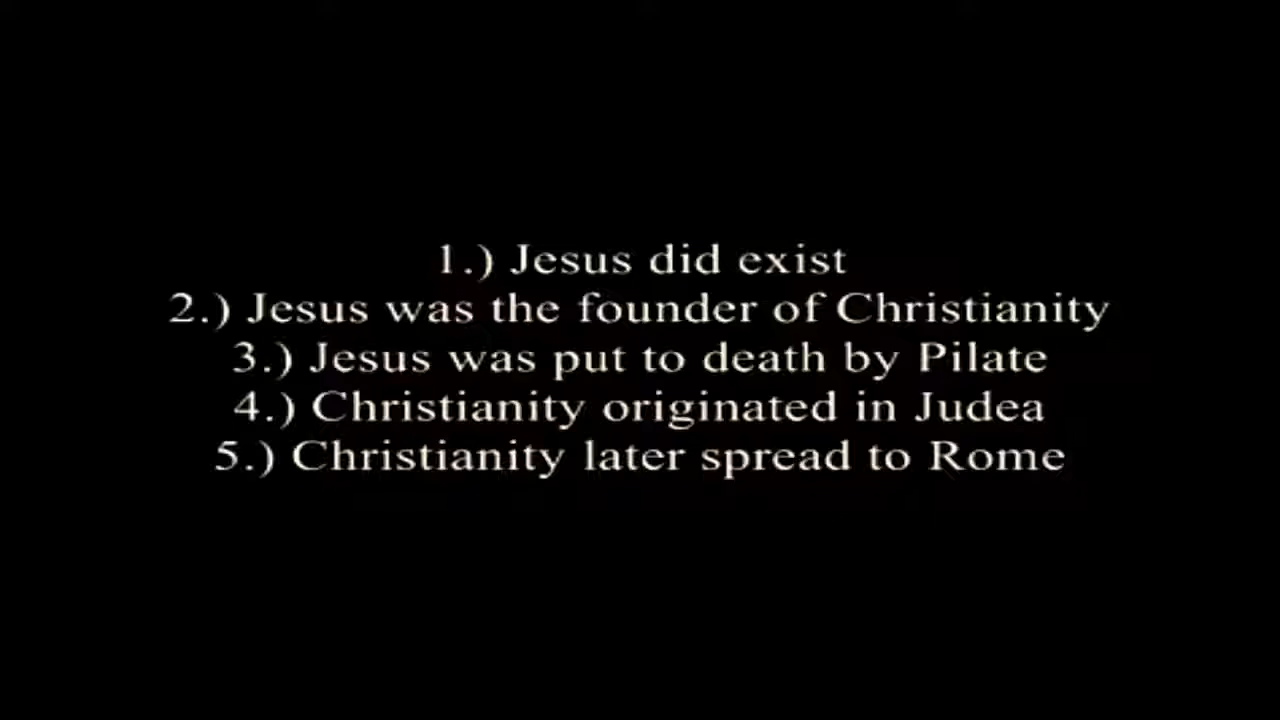 1.) Jesus did exist
2.) Jesus was the founder of Christianity
3.) Jesus was put to death by Pilate
4.) Christianity originated in Judea
5.) Christianity later spread to Rome